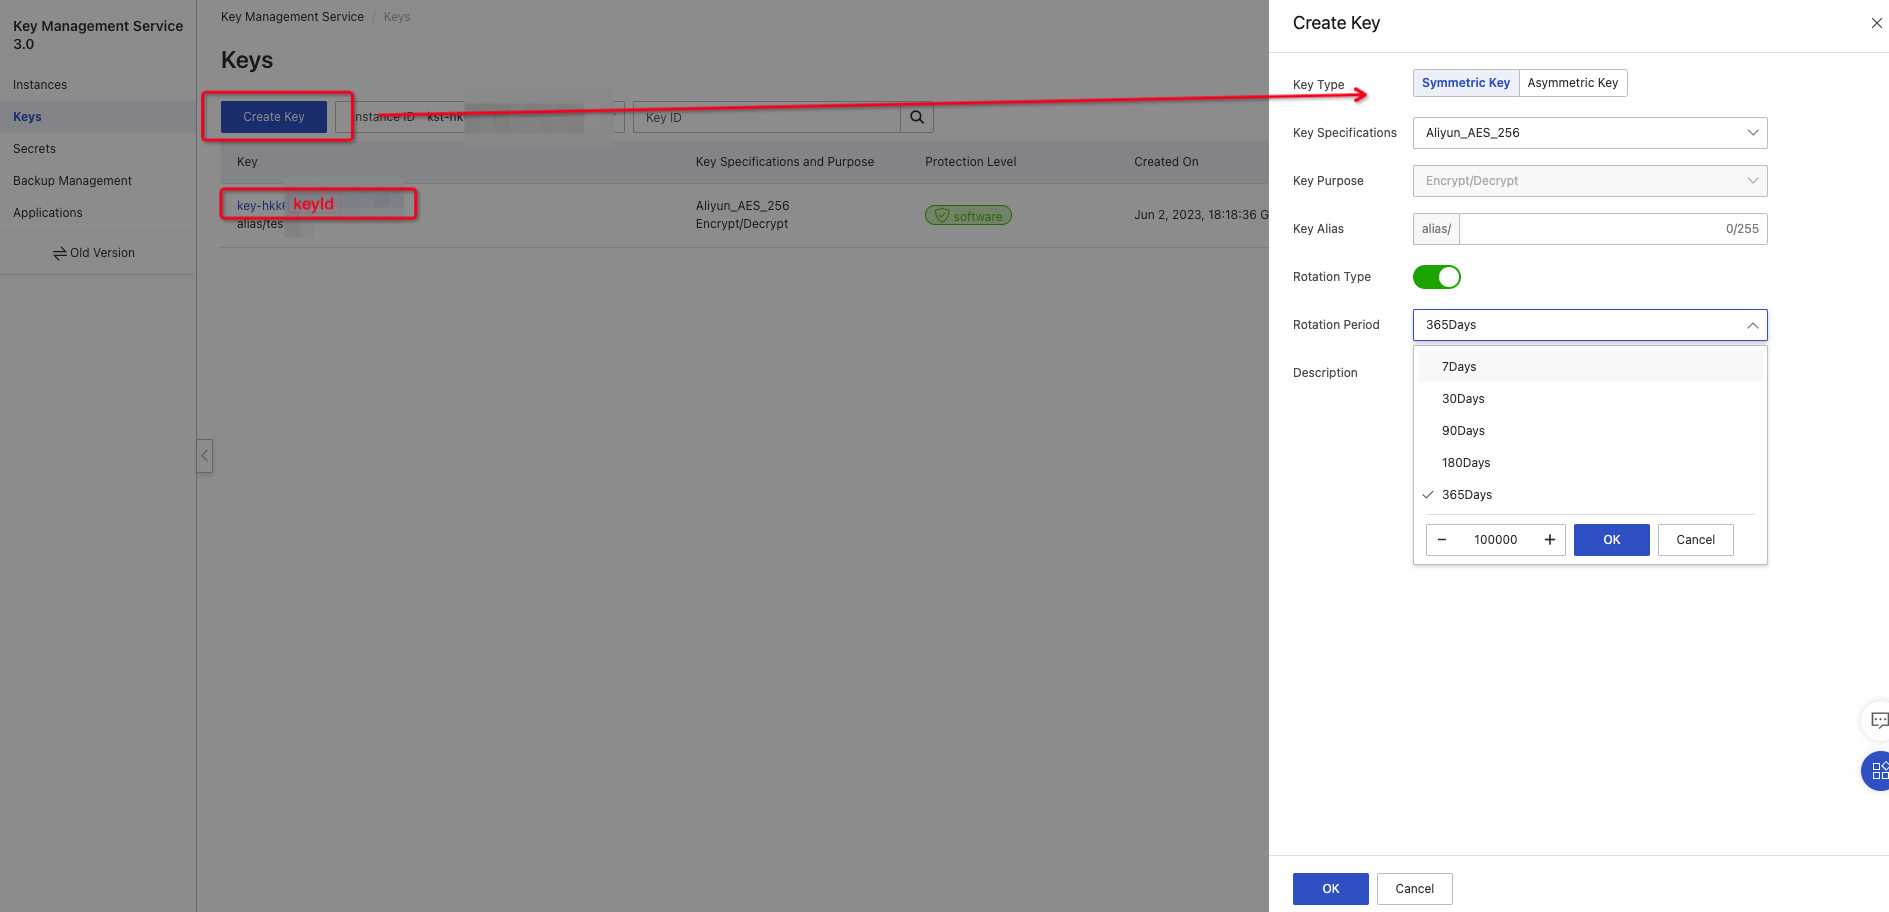 Key Management Service
3.0
Instances
Keys
Secrets
Backup Management
Applications
Old Version
Key Management Service / Keys
Keys
Create Key
Instance ID kst-hk
Key ID
Key Key Specifications and Purpose Protection Level Created On
key-hkk
keyId
alias/tes
Aliyun_AES_256
Encrypt/Decrypt
software
Jun 2, 2023, 18:18:36 G
Create Key
Key Type Symmetric Key Asymmetric Key
Key Specifications Aliyun_AES_256
Key Purpose Encrypt/Decrypt
Key Alias alias/ 0/255
Rotation Type
Rotation Period 365Days
Description
7Days
30Days
90Days
180Days
365Days
− 100000 + OK Cancel
OK Cancel